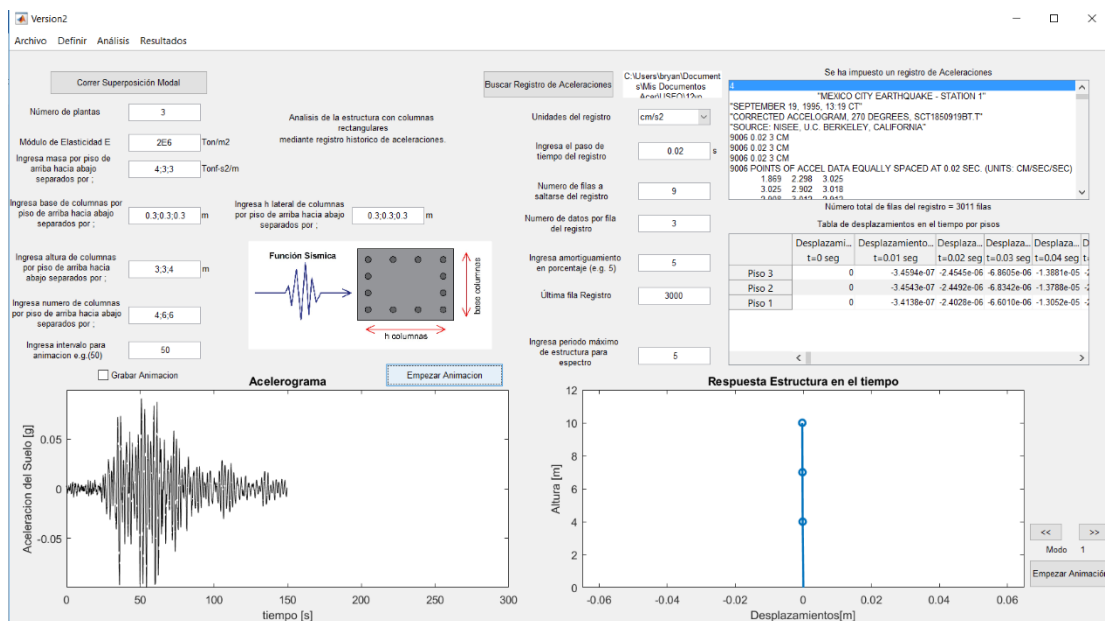 Version2
Archivo Definir Análisis Resultados
Correr Superposición Modal
Número de plantas
3
Módulo de Elasticidad E
2E6
Ton/m2
Ingresa masa por piso de
arriba hacia abajo
separados por ;
4;3;3
Tonf-s2/m
Ingresa base de columnas por
piso de arriba hacia abajo
separados por ;
0.3;0.3;0.3
m
Ingresa h lateral de columnas
por piso de arriba hacia abajo
separados por ;
0.3;0.3;0.3
m
Ingresa altura de columnas
por piso de arriba hacia
abajo separados por ;
3;3;4
m
Ingresa numero de columnas
por piso de arriba hacia abajo
separados por ;
4;6;6
Ingresa intervalo para
animacion e.g.(50)
50
Analisis de la estructura con columnas
rectangulares
mediante registro historico de aceleraciones.
Función Sísmica
base columnas
h columnas
Grabar Animacion
Empezar Animacion
Buscar Registro de Aceleraciones
C:\Users\bryan\Document
s\Mis Documentos
Unidades del registro
cm/s2
Ingresa el paso de
tiempo del registro
0.02
s
Numero de filas a
saltarse del registro
9
Numero de datos por fila
del registro
3
Ingresa amortiguamiento
en porcentaje (e.g. 5)
5
Última fila Registro
3000
Ingresa periodo máximo
de estructura para
espectro
5
Se ha impuesto un registro de Aceleraciones
4
"MEXICO CITY EARTHQUAKE - STATION 1"
"SEPTEMBER 19, 1995, 13:19 CT"
"CORRECTED ACCELOGRAM, 270 DEGREES, SCT1850919BT.T"
"SOURCE: NISEE, U.C. BERKELEY, CALIFORNIA"
9006 0.02 3 CM
9006 0.02 3 CM
9006 0.02 3 CM
9006 POINTS OF ACCEL DATA EQUALLY SPACED AT 0.02 SEC. (UNITS: CM/SEC/SEC)
1.869 2.298 3.025
3.025 2.902 3.018
2.908 3.012 2.912
Número total de filas del registro = 3011 filas
Tabla de desplazamientos en el tiempo por pisos
Desplazami... Desplazamiento... Desplaza... Desplaza... Desplaza... D
t=0 seg t=0.01 seg t=0.02 seg t=0.03 seg t=0.04 seg t=
Piso 3 0 -3.4594e-07 -2.4545e-06 -6.8605e-06 -1.3881e-05 -2
Piso 2 0 -3.4543e-07 -2.4492e-06 -6.8342e-06 -1.3788e-05 -2
Piso 1 0 -3.4138e-07 -2.4028e-06 -6.6010e-06 -1.3052e-05 -2
Acelerograma
Aceleracion del Suelo [g]
0.05
0
-0.05
0 50 100 150 200 250 300
tiempo [s]
Respuesta Estructura en el tiempo
Altura [m]
12
10
8
6
4
2
0
-0.06 -0.04 -0.02 0 0.02 0.04 0.06
Desplazamientos[m]
<< >>
Modo 1
Empezar Animación